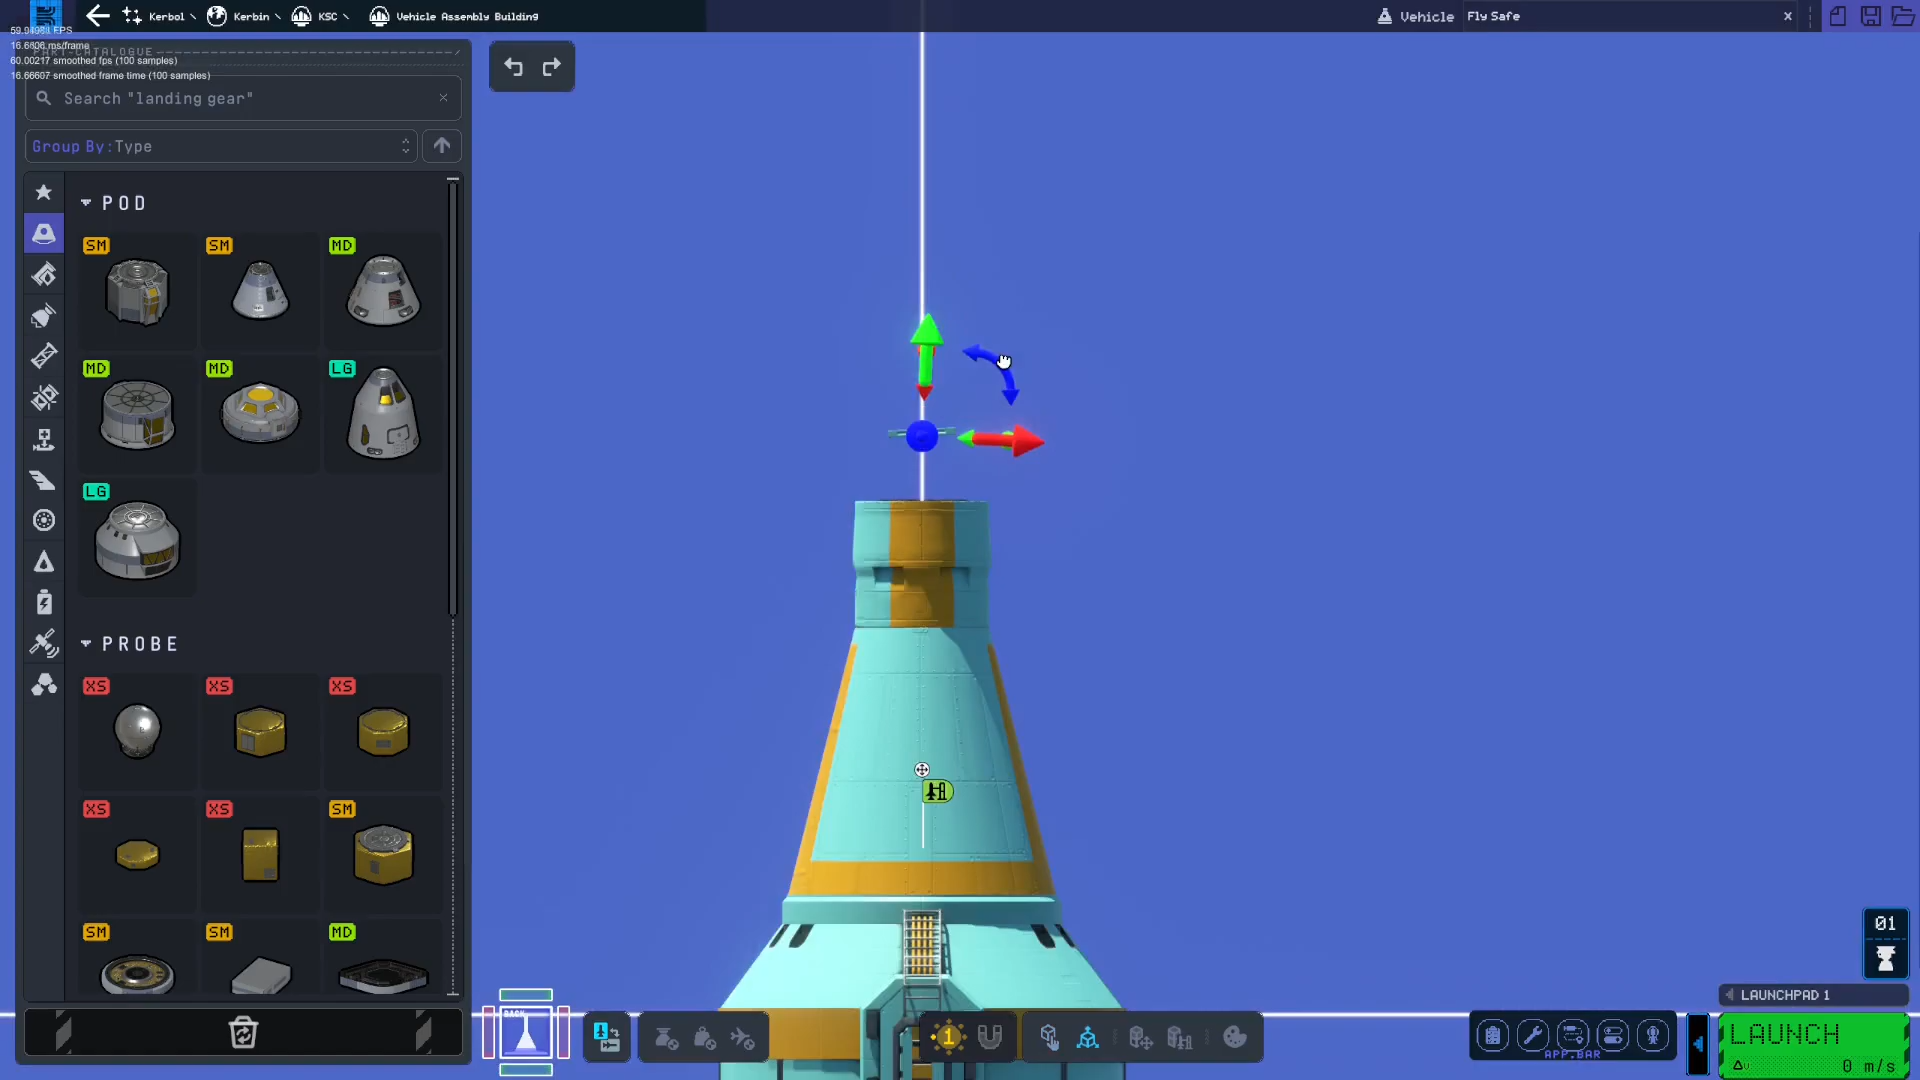 Kerbol
Kerbin
KSC
Vehicle Assembly Building
Vehicle
Fly Safe
16.6806 ms/frame
60.00217 smoothed fps (100 samples)
16.66607 smoothed frame time (100 samples)
Search "landing gear"
Group By: Type
POD
SM
SM
MD
MD
MD
LG
LG
PROBE
XS
XS
XS
XS
XS
SM
SM
SM
MD
01
LAUNCHPAD 1
BACK
1
APP.BAR
LAUNCH
Δv
0 m/s